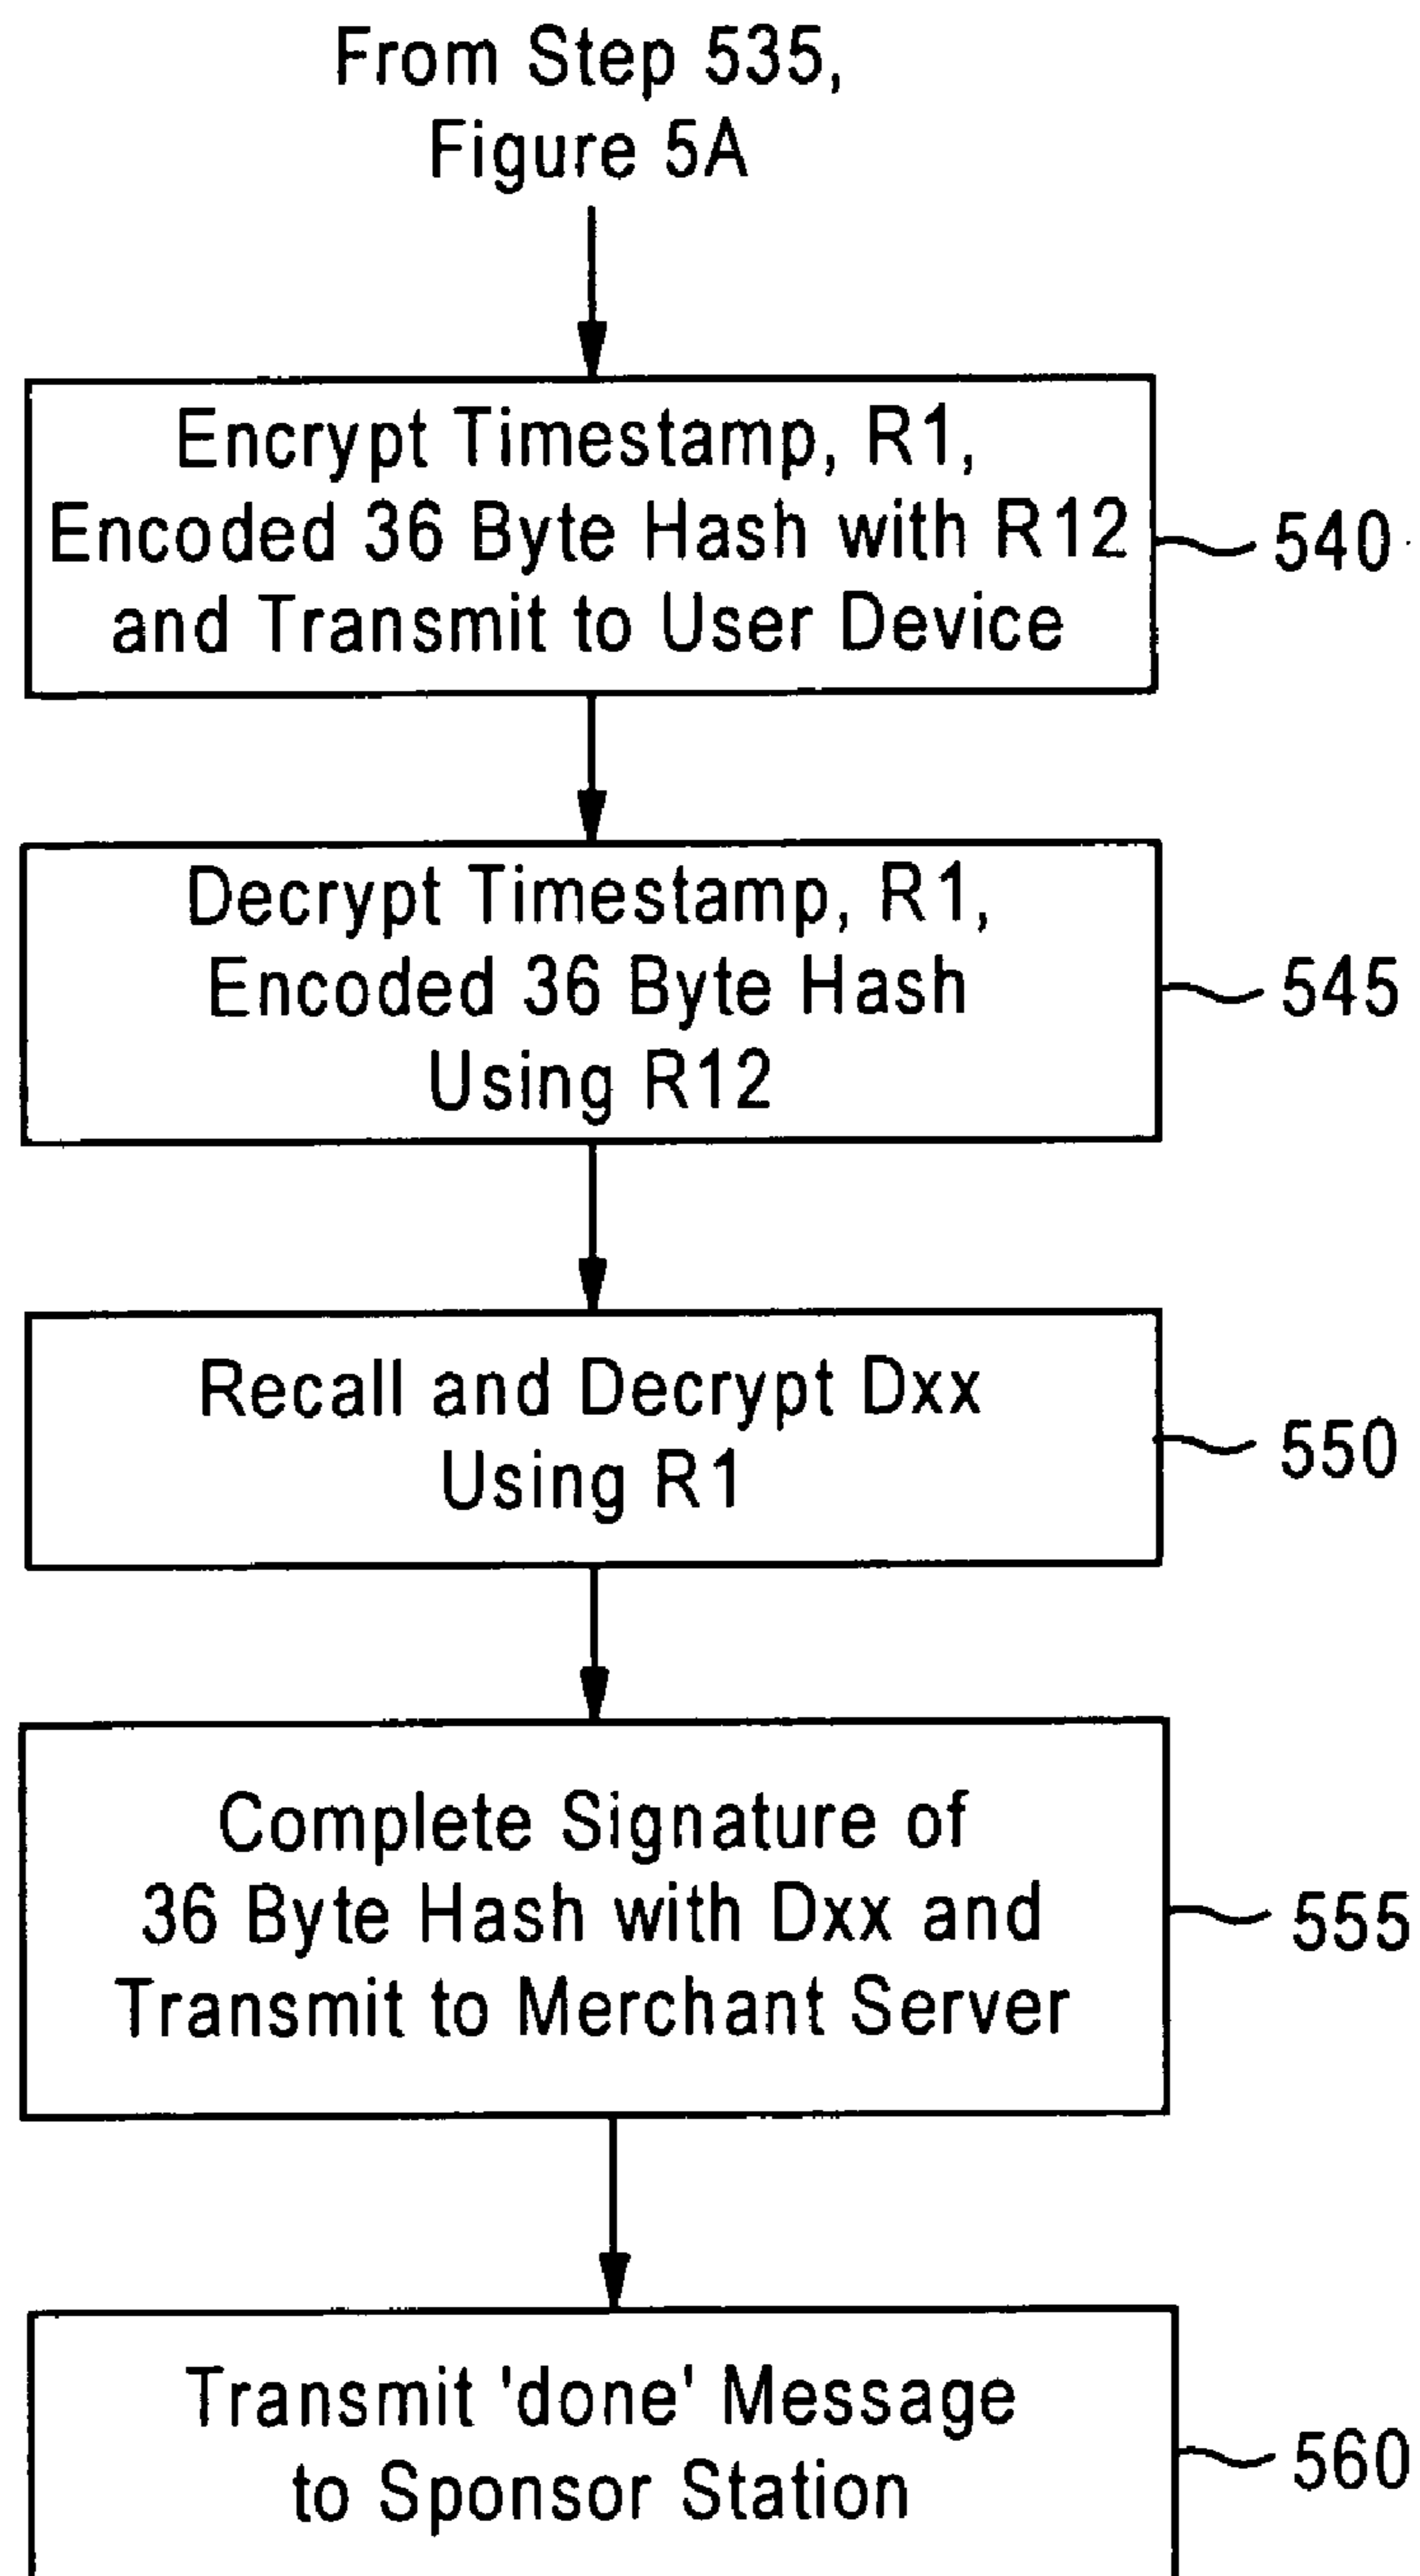 From Step 535,
Figure 5A
Encrypt Timestamp, R1,
Encoded 36 Byte Hash with R12
and Transmit to User Device
540
Decrypt Timestamp, R1,
Encoded 36 Byte Hash
Using R12
545
Recall and Decrypt Dxx
Using R1
550
Complete Signature of
36 Byte Hash with Dxx and
Transmit to Merchant Server
555
Transmit 'done' Message
to Sponsor Station
560